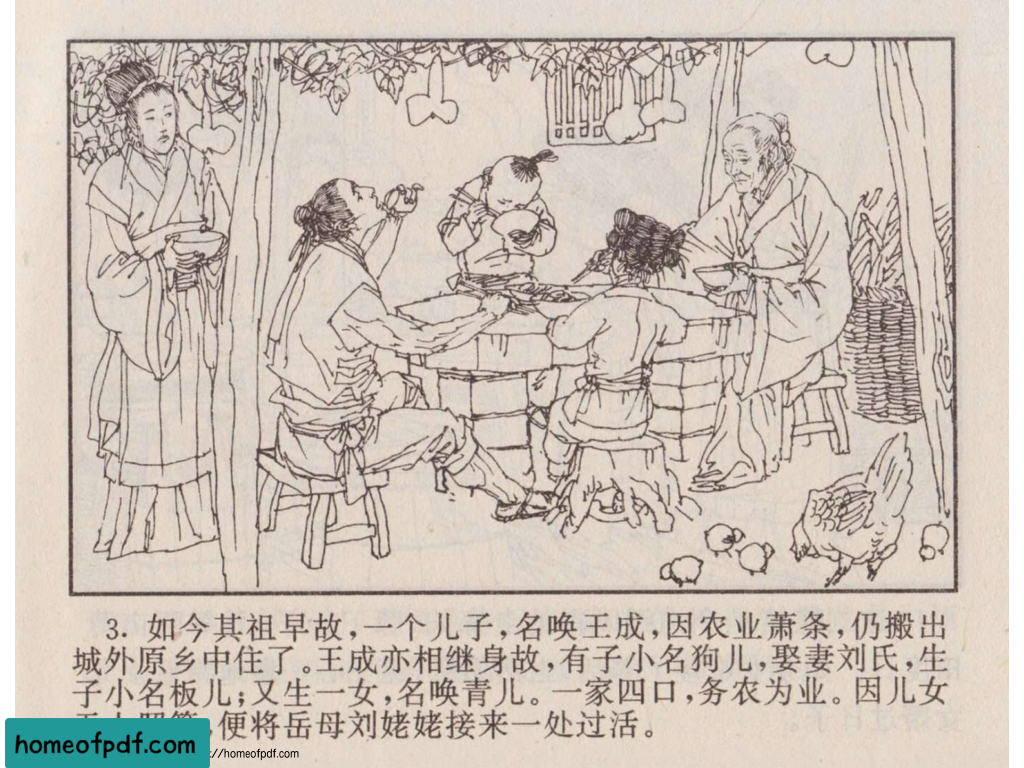 3. 如今其祖早故，一个儿子，名唤王成，因农业萧条，仍搬出
城外原乡中住了。王成亦相继身故，有子小名狗儿，娶妻刘氏，生
子小名板儿；又生一女，名唤青儿。一家四口，务农为业。因儿女
，便将岳母刘姥姥接来一处过活。
homeofpdf.com
://homeofpdf.com